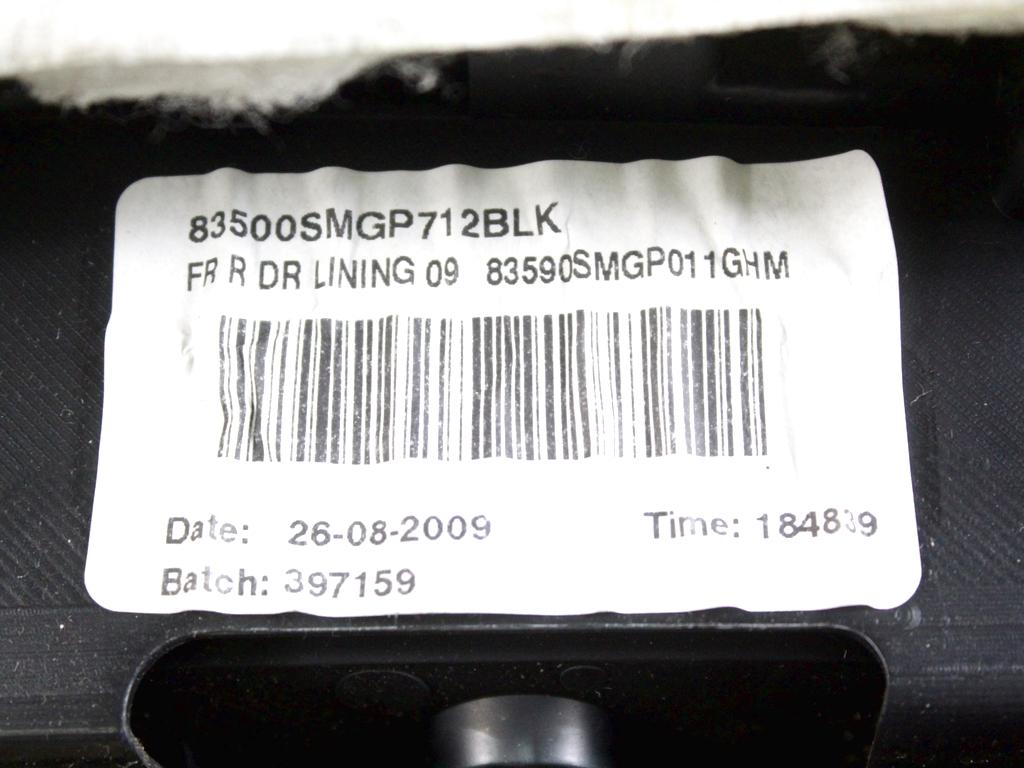 83500SMGP712BLK
FR R DR LINING 09 83590SMGP011GHM
Date: 26-08-2009 Time: 184839
Batch: 397159